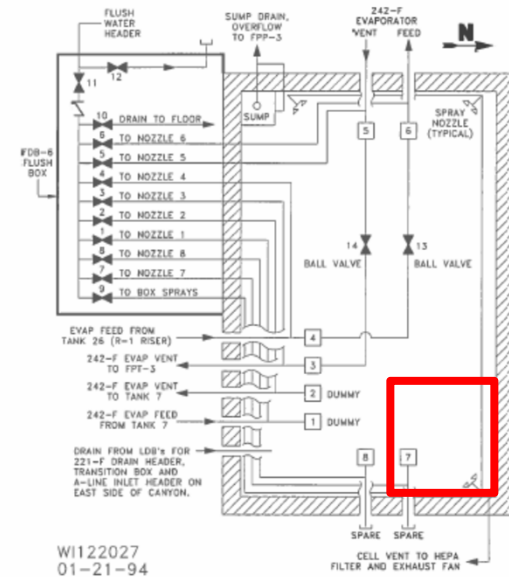 FLUSH
WATER
HEADER
SUMP DRAIN,
OVERFLOW
TO FPP-3
242-F
EVAPORATOR
VENT FEED
N
11
12
10 DRAIN TO FLOOR
6 TO NOZZLE 6
5 TO NOZZLE 5
4 TO NOZZLE 4
3 TO NOZZLE 3
2 TO NOZZLE 2
1 TO NOZZLE 1
8 TO NOZZLE 8
7 TO NOZZLE 7
9 TO BOX SPRAYS
FDB-6
FLUSH
BOX
SUMP
SPRAY
NOZZLE
(TYPICAL)
5
6
14
13
BALL VALVE
BALL VALVE
EVAP FEED FROM
TANK 26 (R-1 RISER)
4
242-F EVAP VENT
TO FPT-3
3
242-F EVAP VENT
TO TANK 7
2 DUMMY
242-F EVAP FEED
FROM TANK 7
1 DUMMY
DRAIN FROM LDB's FOR
221-F DRAIN HEADER,
TRANSITION BOX AND
A-LINE INLET HEADER ON
EAST SIDE OF CANYON.
8
7
SPARE
SPARE
CELL VENT TO HEPA
FILTER AND EXHAUST FAN
WI122027
01-21-94